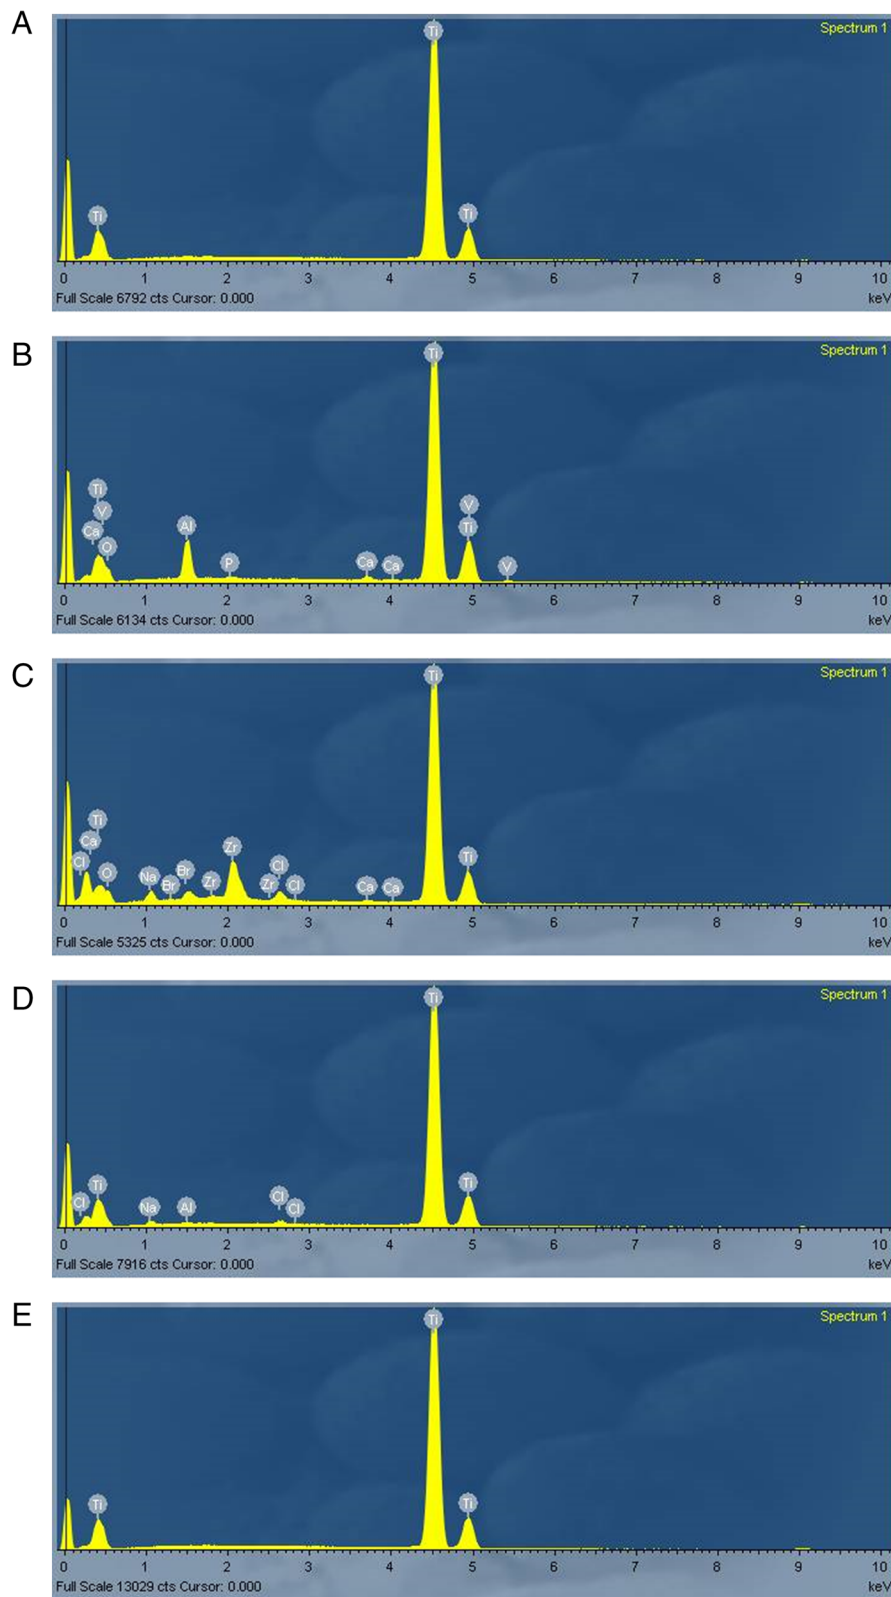 A
Spectrum 1
Ti
Ti
Ti
0 1 2 3 4 5 6 7 8 9 10
Full Scale 6792 cts Cursor: 0.000 keV
B
Spectrum 1
Ti
Ti
V
V
Ca
Al
Ti
O
P
Ca
Ca
V
0 1 2 3 4 5 6 7 8 9 10
Full Scale 6134 cts Cursor: 0.000 keV
C
Spectrum 1
Ti
Ti
Ca
Zr
Cl
Cl
Ti
O
Na
Br
Br
Zr
Zr
Cl
Ca
Ca
0 1 2 3 4 5 6 7 8 9 10
Full Scale 5325 cts Cursor: 0.000 keV
D
Spectrum 1
Ti
Ti
Cl
Ti
Cl
Na
Al
Cl
0 1 2 3 4 5 6 7 8 9 10
Full Scale 7916 cts Cursor: 0.000 keV
E
Spectrum 1
Ti
Ti
Ti
0 1 2 3 4 5 6 7 8 9 10
Full Scale 13029 cts Cursor: 0.000 keV